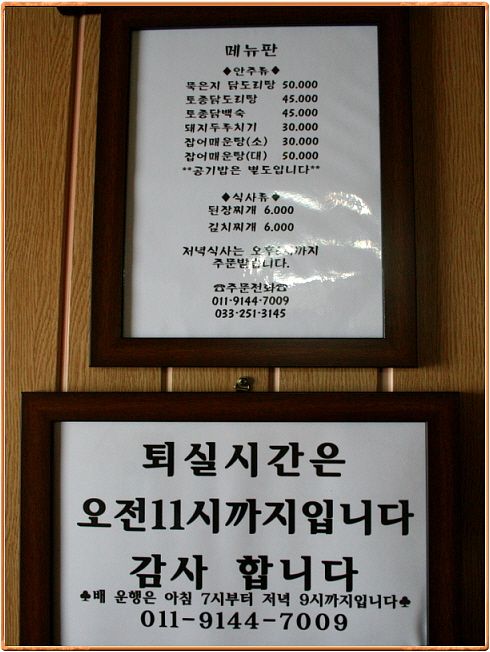 메뉴판
◆안주류◆
묵은지 닭도리탕 50.000
토종닭도리탕 45.000
토종닭백숙 45.000
돼지두루치기 30.000
잡어매운탕(소) 30.000
잡어매운탕(대) 50.000
**공기밥은 별도입니다**
◆식사류◆
된장찌개 6.000
김치찌개 6.000
저녁식사는
주문받습니다.
☎주문전화☎
011-9144-7009
033-251-3145
퇴실시간은
오전11시까지입니다
감사 합니다
♣배 운행은 아침 7시부터 저녁 9시까지입니다♣
011-9144-7009